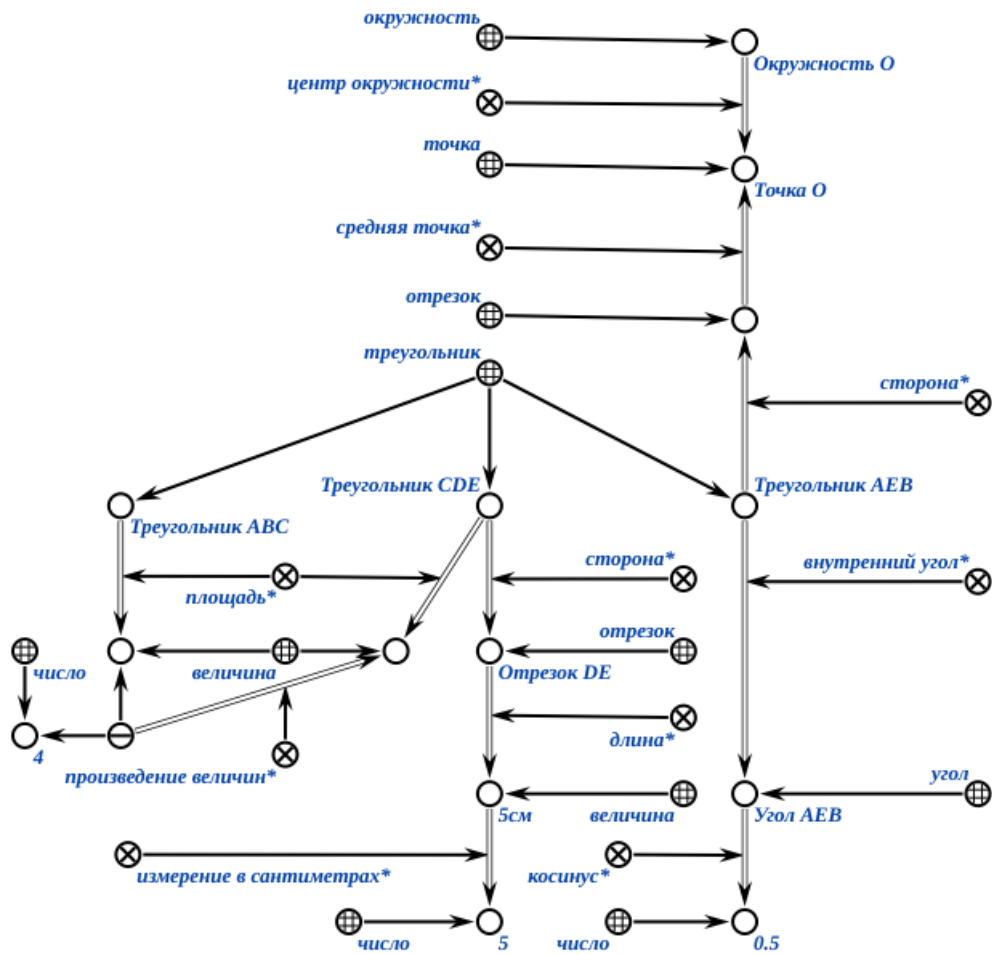 окружность
Окружность O
центр окружности*
точка
Точка O
средняя точка*
отрезок
треугольник
сторона*
Треугольник CDE
Треугольник AEB
Треугольник ABC
сторона*
внутренний угол*
площадь*
отрезок
число
величина
Отрезок DE
длина*
4
произведение величин*
угол
5см
величина
Угол AEB
измерение в сантиметрах*
косинус*
число
5
число
0.5